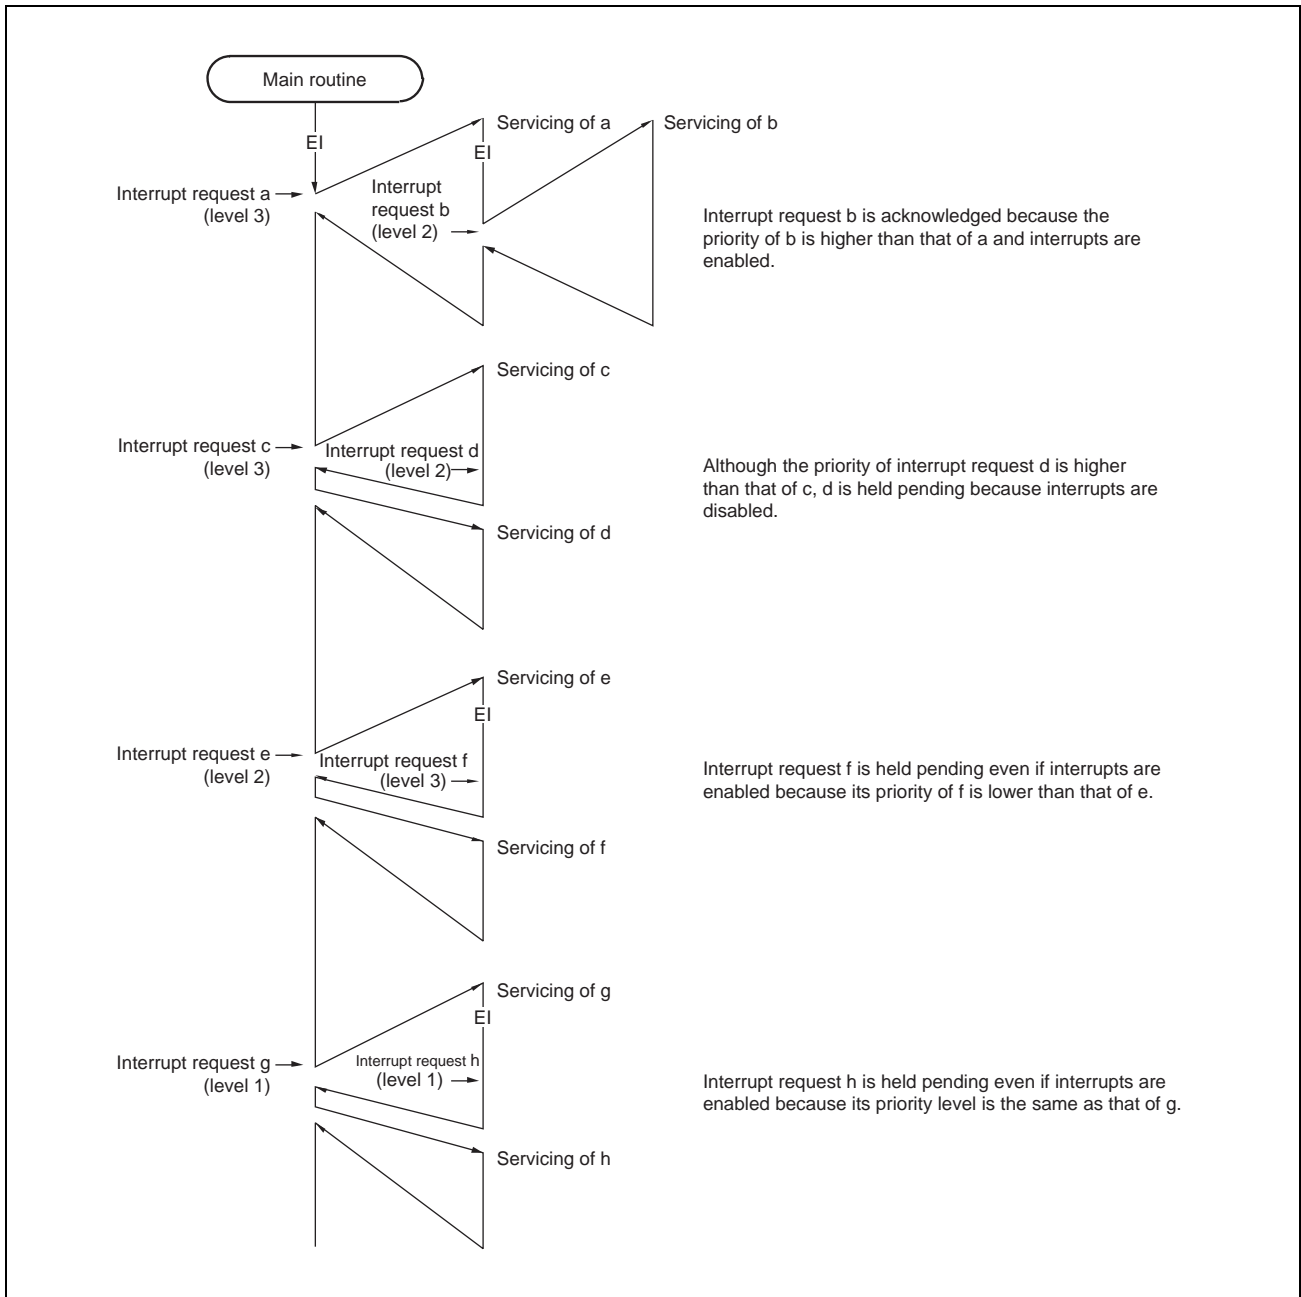 Main routine
EI
Servicing of a
Servicing of b
EI
Interrupt request a
(level 3)
Interrupt
request b
(level 2)
Interrupt request b is acknowledged because the
priority of b is higher than that of a and interrupts are
enabled.
Servicing of c
Interrupt request c
(level 3)
Interrupt request d
(level 2)
Although the priority of interrupt request d is higher
than that of c, d is held pending because interrupts are
disabled.
Servicing of d
Servicing of e
EI
Interrupt request e
(level 2)
Interrupt request f
(level 3)
Interrupt request f is held pending even if interrupts are
enabled because its priority of f is lower than that of e.
Servicing of f
Servicing of g
EI
Interrupt request g
(level 1)
Interrupt request h
(level 1)
Interrupt request h is held pending even if interrupts are
enabled because its priority level is the same as that of g.
Servicing of h